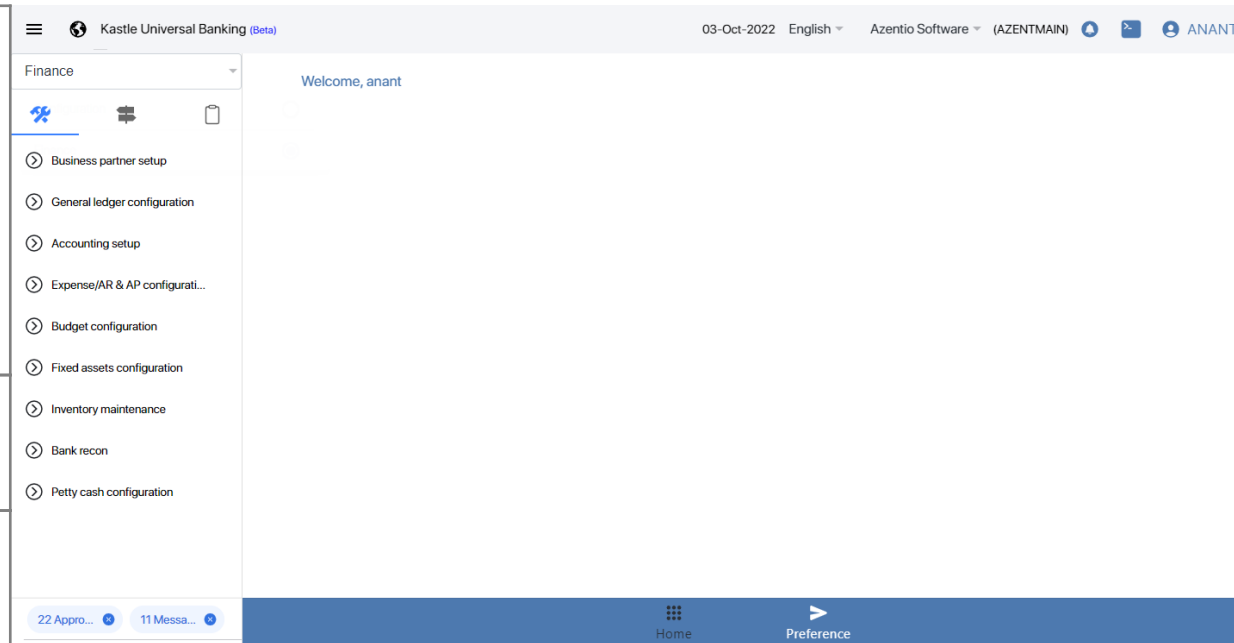 Kastle Universal Banking (Beta) 03-Oct-2022 English Azentio Software (AZENTMAIN) ANANT
Finance
Welcome, anant
Business partner setup
General ledger configuration
Accounting setup
Expense/AR & AP configurati...
Budget configuration
Fixed assets configuration
Inventory maintenance
Bank recon
Petty cash configuration
22 Appro... 11 Messa...
Home Preference